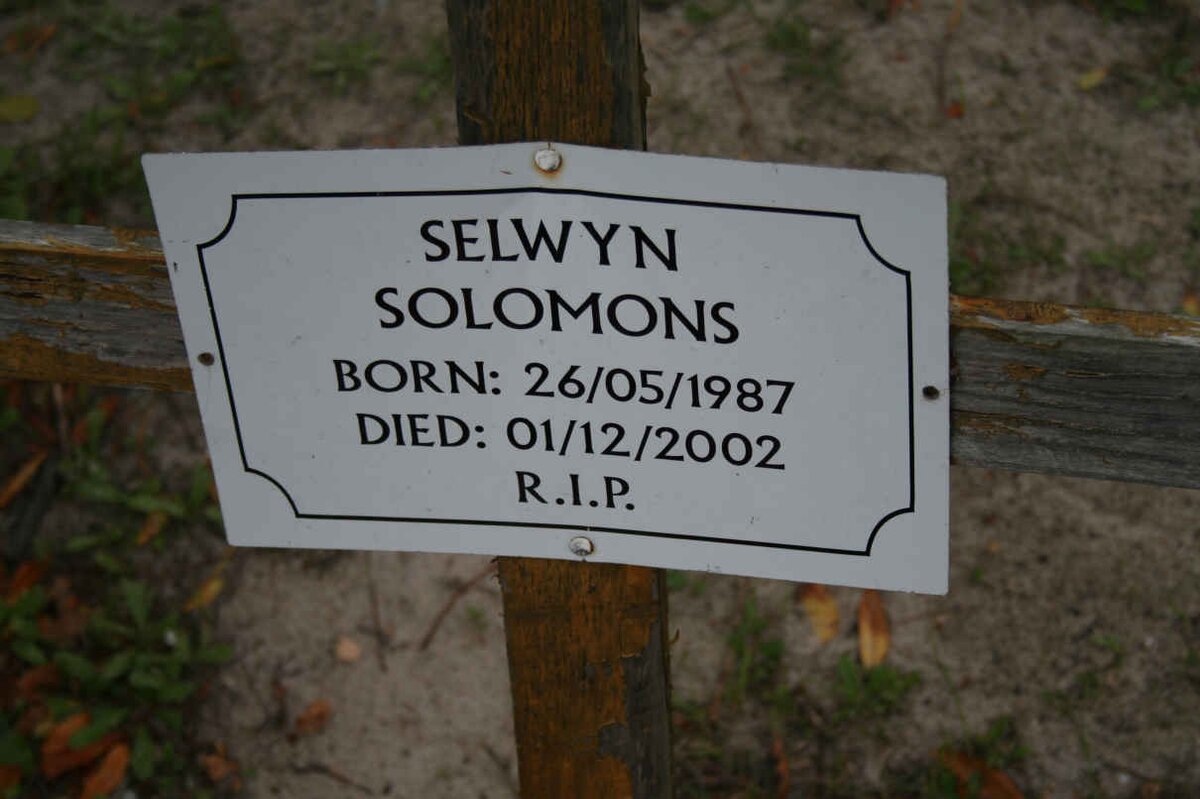 SELWYN
SOLOMONS
BORN: 26/05/1987
DIED: 01/12/2002
R.I.P.